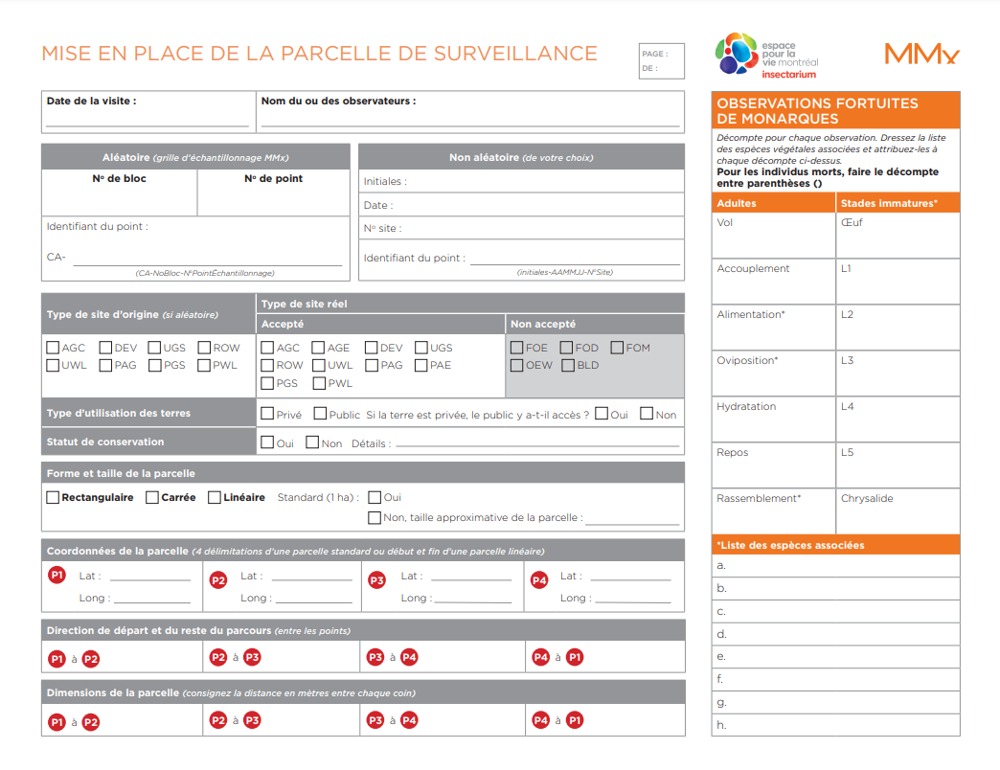 MISE EN PLACE DE LA PARCELLE DE SURVEILLANCE
PAGE :
DE :
espace
pour la
vie montréal
insectarium
MMx
Date de la visite :
Nom du ou des observateurs :
Aléatoire (grille d'échantillonnage MMx)
Nº de bloc
Nº de point
Identifiant du point :
CA-
(CA-NoBloc-NºPointÉchantillonnage)
Non aléatoire (de votre choix)
Initiales :
Date :
Nº site :
Identifiant du point :
(initiales-AAMMJJ-NºSite)
Type de site d'origine (si aléatoire)
Type de site réel
Accepté
Non accepté
AGC DEV UGS ROW
UWL PAG PGS PWL
AGC AGE DEV UGS
ROW UWL PAG PAE
PGS PWL
FOE FOD FOM
OEW BLD
Type d'utilisation des terres
Privé Public Si la terre est privée, le public y a-t-il accès ? Oui Non
Statut de conservation
Oui Non Détails :
Forme et taille de la parcelle
Rectangulaire Carrée Linéaire Standard (1 ha) : Oui
Non, taille approximative de la parcelle :
Coordonnées de la parcelle (4 délimitations d'une parcelle standard ou début et fin d'une parcelle linéaire)
P1 Lat :
Long :
P2 Lat :
Long :
P3 Lat :
Long :
P4 Lat :
Long :
Direction de départ et du reste du parcours (entre les points)
P1 à P2
P2 à P3
P3 à P4
P4 à P1
Dimensions de la parcelle (consignez la distance en mètres entre chaque coin)
P1 à P2
P2 à P3
P3 à P4
P4 à P1
OBSERVATIONS FORTUITES
DE MONARQUES
Décompte pour chaque observation. Dressez la liste
des espèces végétales associées et attribuez-les à
chaque décompte ci-dessus.
Pour les individus morts, faire le décompte
entre parenthèses ()
Adultes
Stades immatures*
Vol
Œuf
Accouplement
L1
Alimentation*
L2
Oviposition*
L3
Hydratation
L4
Repos
L5
Rassemblement*
Chrysalide
*Liste des espèces associées
a.
b.
c.
d.
e.
f.
g.
h.